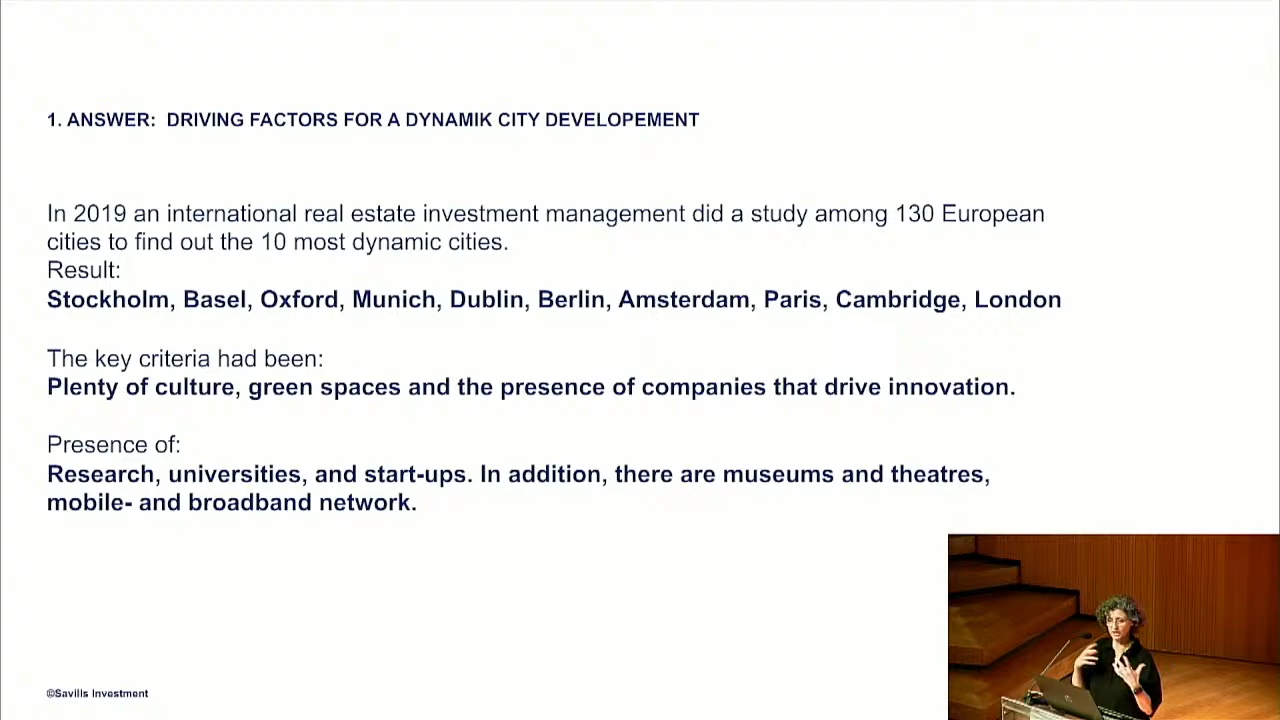 1. ANSWER: DRIVING FACTORS FOR A DYNAMIK CITY DEVELOPEMENT
In 2019 an international real estate investment management did a study among 130 European
cities to find out the 10 most dynamic cities.
Result:
Stockholm, Basel, Oxford, Munich, Dublin, Berlin, Amsterdam, Paris, Cambridge, London
The key criteria had been:
Plenty of culture, green spaces and the presence of companies that drive innovation.
Presence of:
Research, universities, and start-ups. In addition, there are museums and theatres,
mobile- and broadband network.
©Savills Investment